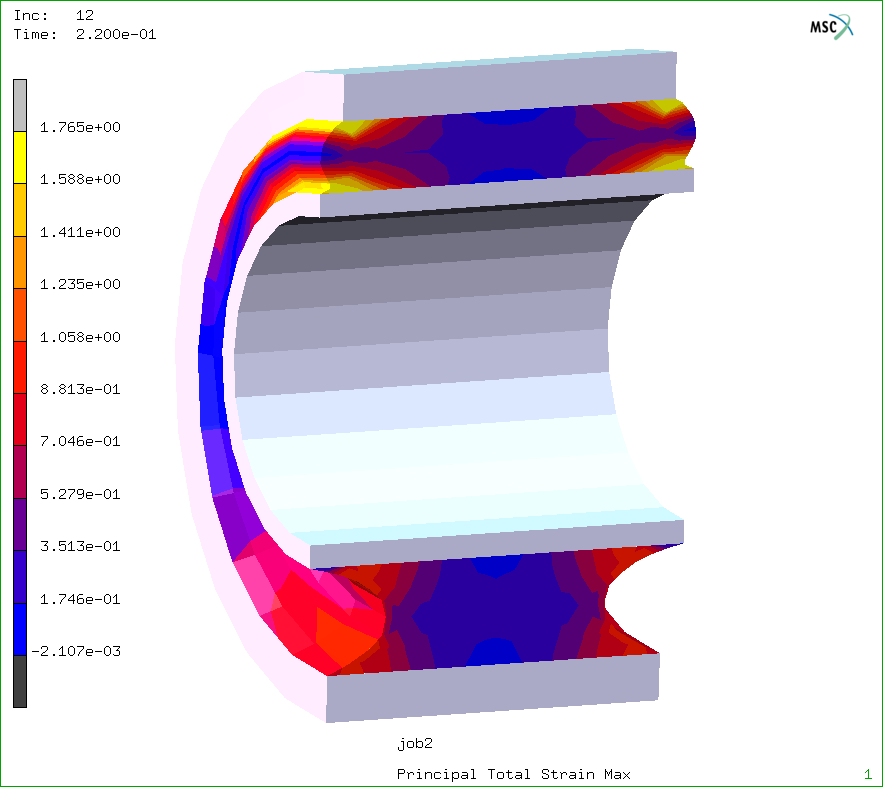 Inc: 12
Time: 2.200e-01
MSC
1.765e+00
1.588e+00
1.411e+00
1.235e+00
1.058e+00
8.813e-01
7.046e-01
5.279e-01
3.513e-01
1.746e-01
-2.107e-03
job2
Principal Total Strain Max
1